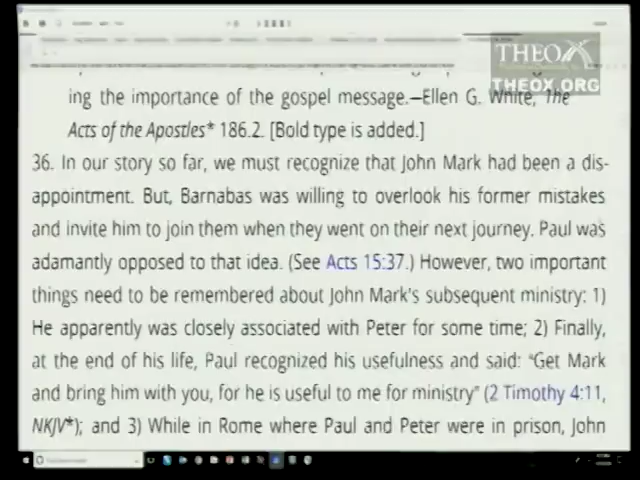 THEOX
THEOX.ORG
ing the importance of the gospel message.—Ellen G. White, The
Acts of the Apostles* 186.2. [Bold type is added.]
36. In our story so far, we must recognize that John Mark had been a dis-
appointment. But, Barnabas was willing to overlook his former mistakes
and invite him to join them when they went on their next journey. Paul was
adamantly opposed to that idea. (See Acts 15:37.) However, two important
things need to be remembered about John Mark's subsequent ministry: 1)
He apparently was closely associated with Peter for some time; 2) Finally,
at the end of his life, Paul recognized his usefulness and said: “Get Mark
and bring him with you, for he is useful to me for ministry” (2 Timothy 4:11,
NKJV*); and 3) While in Rome where Paul and Peter were in prison, John